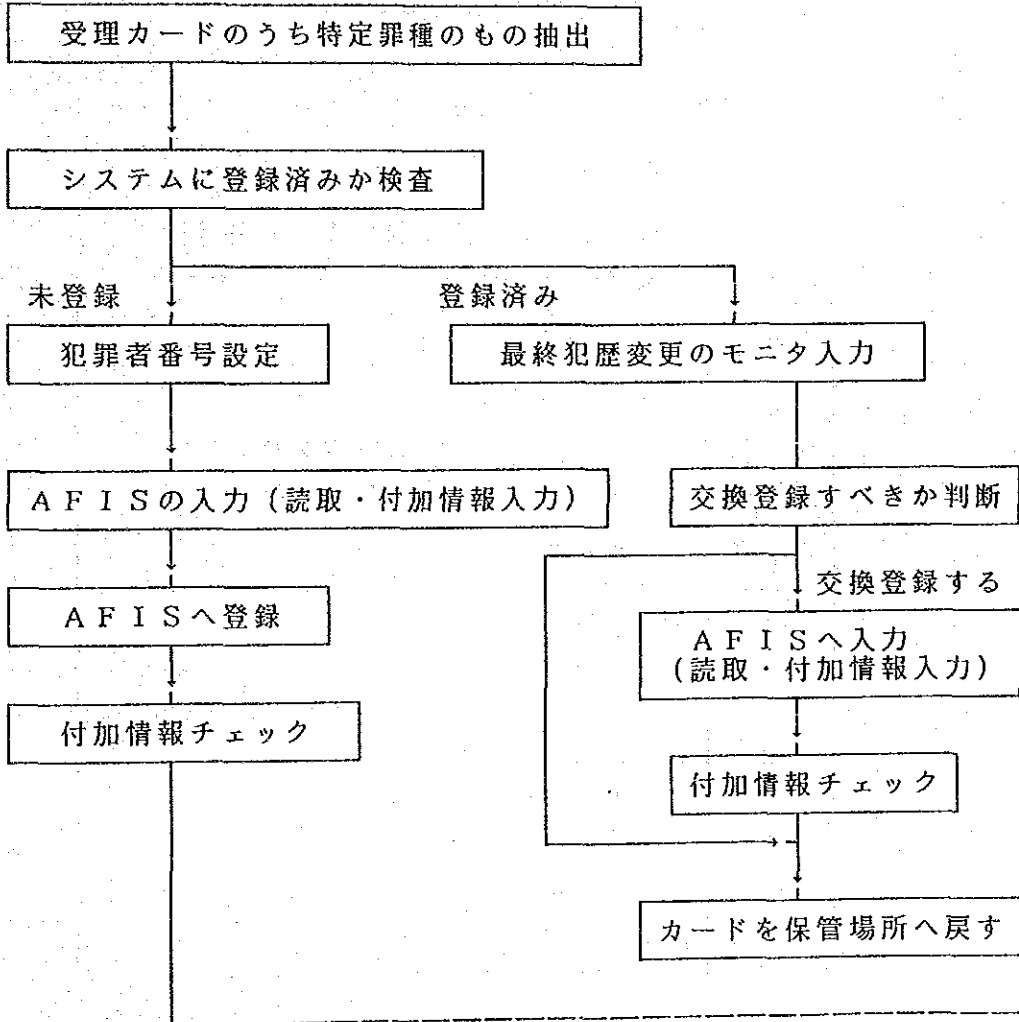 受理カードのうち特定罪種のもの抽出
システムに登録済みか検査
未登録
登録済み
犯罪者番号設定
最終犯歴変更のモニタ入力
AFISの入力(読取・付加情報入力)
交換登録すべきか判断
交換登録する
AFISへ登録
AFISへ入力
(読取・付加情報入力)
付加情報チェック
付加情報チェック
カードを保管場所へ戻す